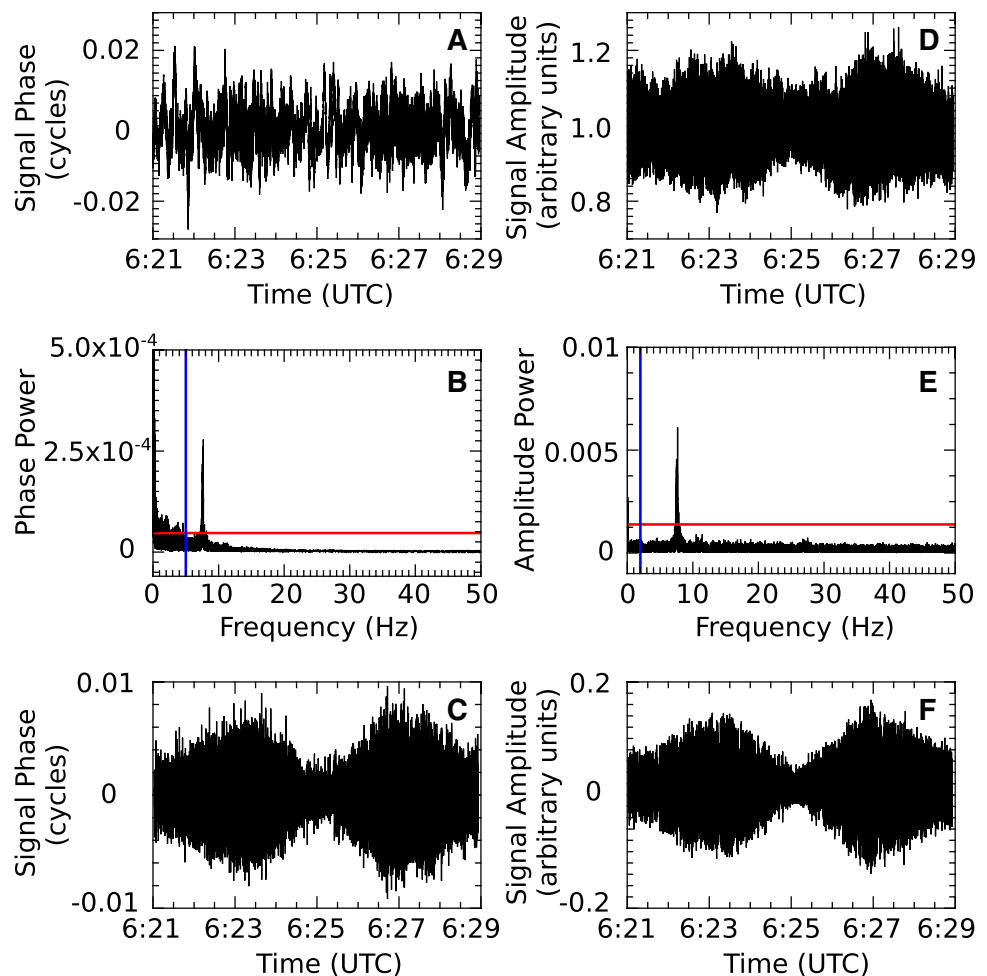 A
Signal Phase
(cycles)
0.02
0
-0.02
6:21 6:23 6:25 6:27 6:29
Time (UTC)
D
Signal Amplitude
(arbitrary units)
1.2
1.0
0.8
6:21 6:23 6:25 6:27 6:29
Time (UTC)
B
Phase Power
5.0x10-4
2.5x10-4
0
0 10 20 30 40 50
Frequency (Hz)
E
Amplitude Power
0.01
0.005
0
0 10 20 30 40 50
Frequency (Hz)
C
Signal Phase
(cycles)
0.01
0
-0.01
6:21 6:23 6:25 6:27 6:29
Time (UTC)
F
Signal Amplitude
(arbitrary units)
0.2
0
-0.2
6:21 6:23 6:25 6:27 6:29
Time (UTC)